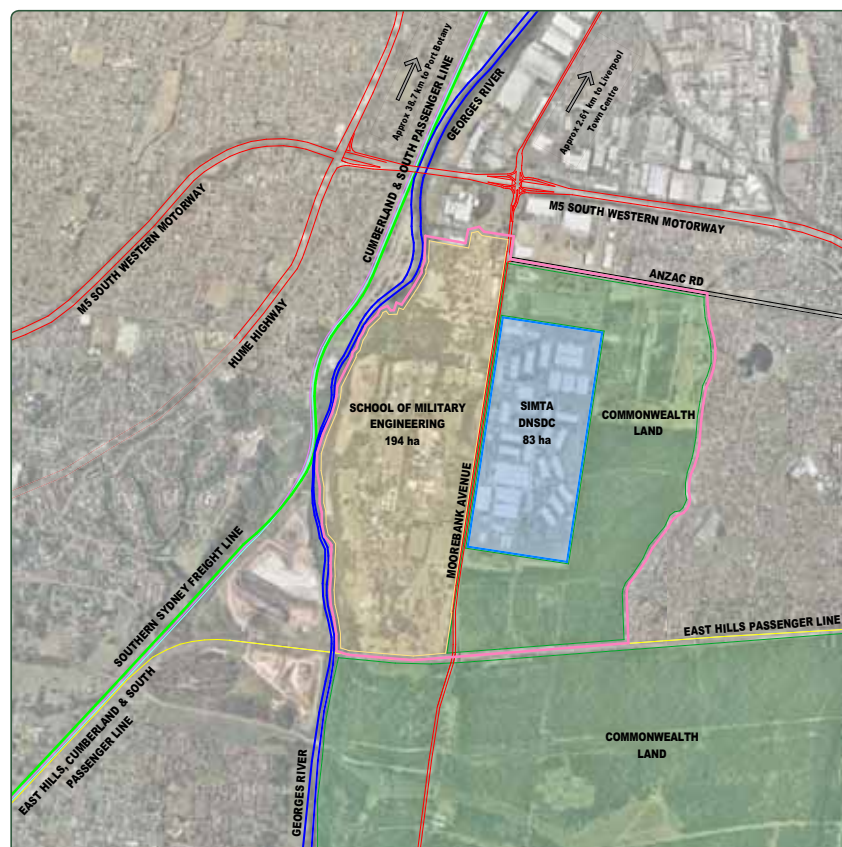 Approx 36.7 km to Port Botany
CUMBERLAND & SOUTH PASSENGER LINE
GEORGES RIVER
Approx 2.61 km to Liverpool
Town Centre
M5 SOUTH WESTERN MOTORWAY
M5 SOUTH WESTERN MOTORWAY
HUME HIGHWAY
ANZAC RD
SCHOOL OF MILITARY
ENGINEERING
194 ha
SIMTA
DNSDC
83 ha
COMMONWEALTH
LAND
MOOREBANK AVENUE
SOUTHERN SYDNEY FREIGHT LINE
EAST HILLS PASSENGER LINE
EAST HILLS, CUMBERLAND & SOUTH
PASSENGER LINE
GEORGES RIVER
COMMONWEALTH
LAND